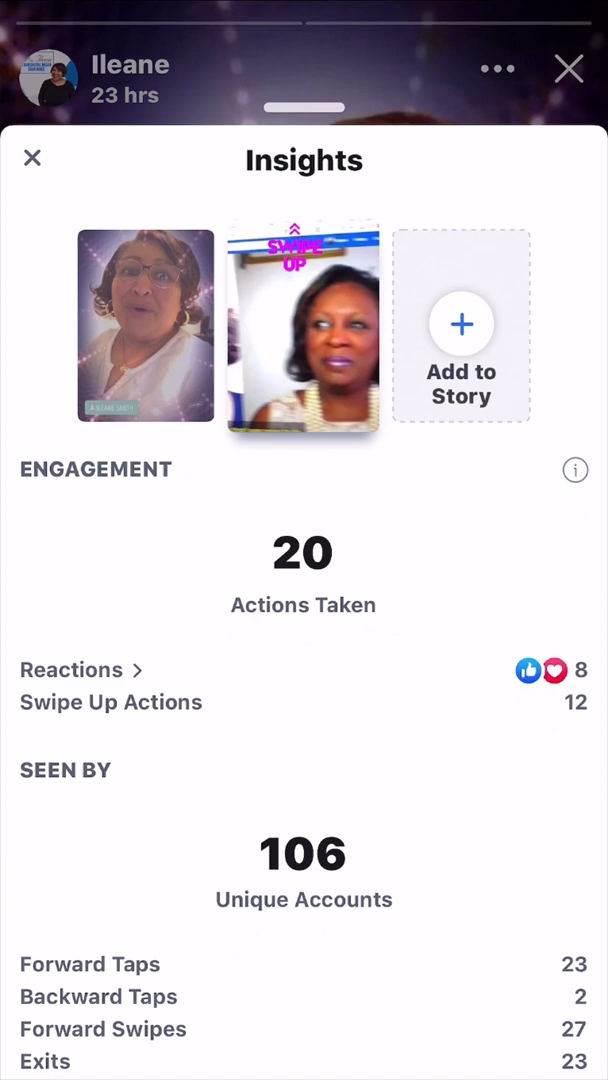 Ileane
23 hrs
Insights
SWIPE
UP
Add to
Story
ENGAGEMENT
20
Actions Taken
Reactions
8
Swipe Up Actions
12
SEEN BY
106
Unique Accounts
Forward Taps
23
Backward Taps
2
Forward Swipes
27
Exits
23